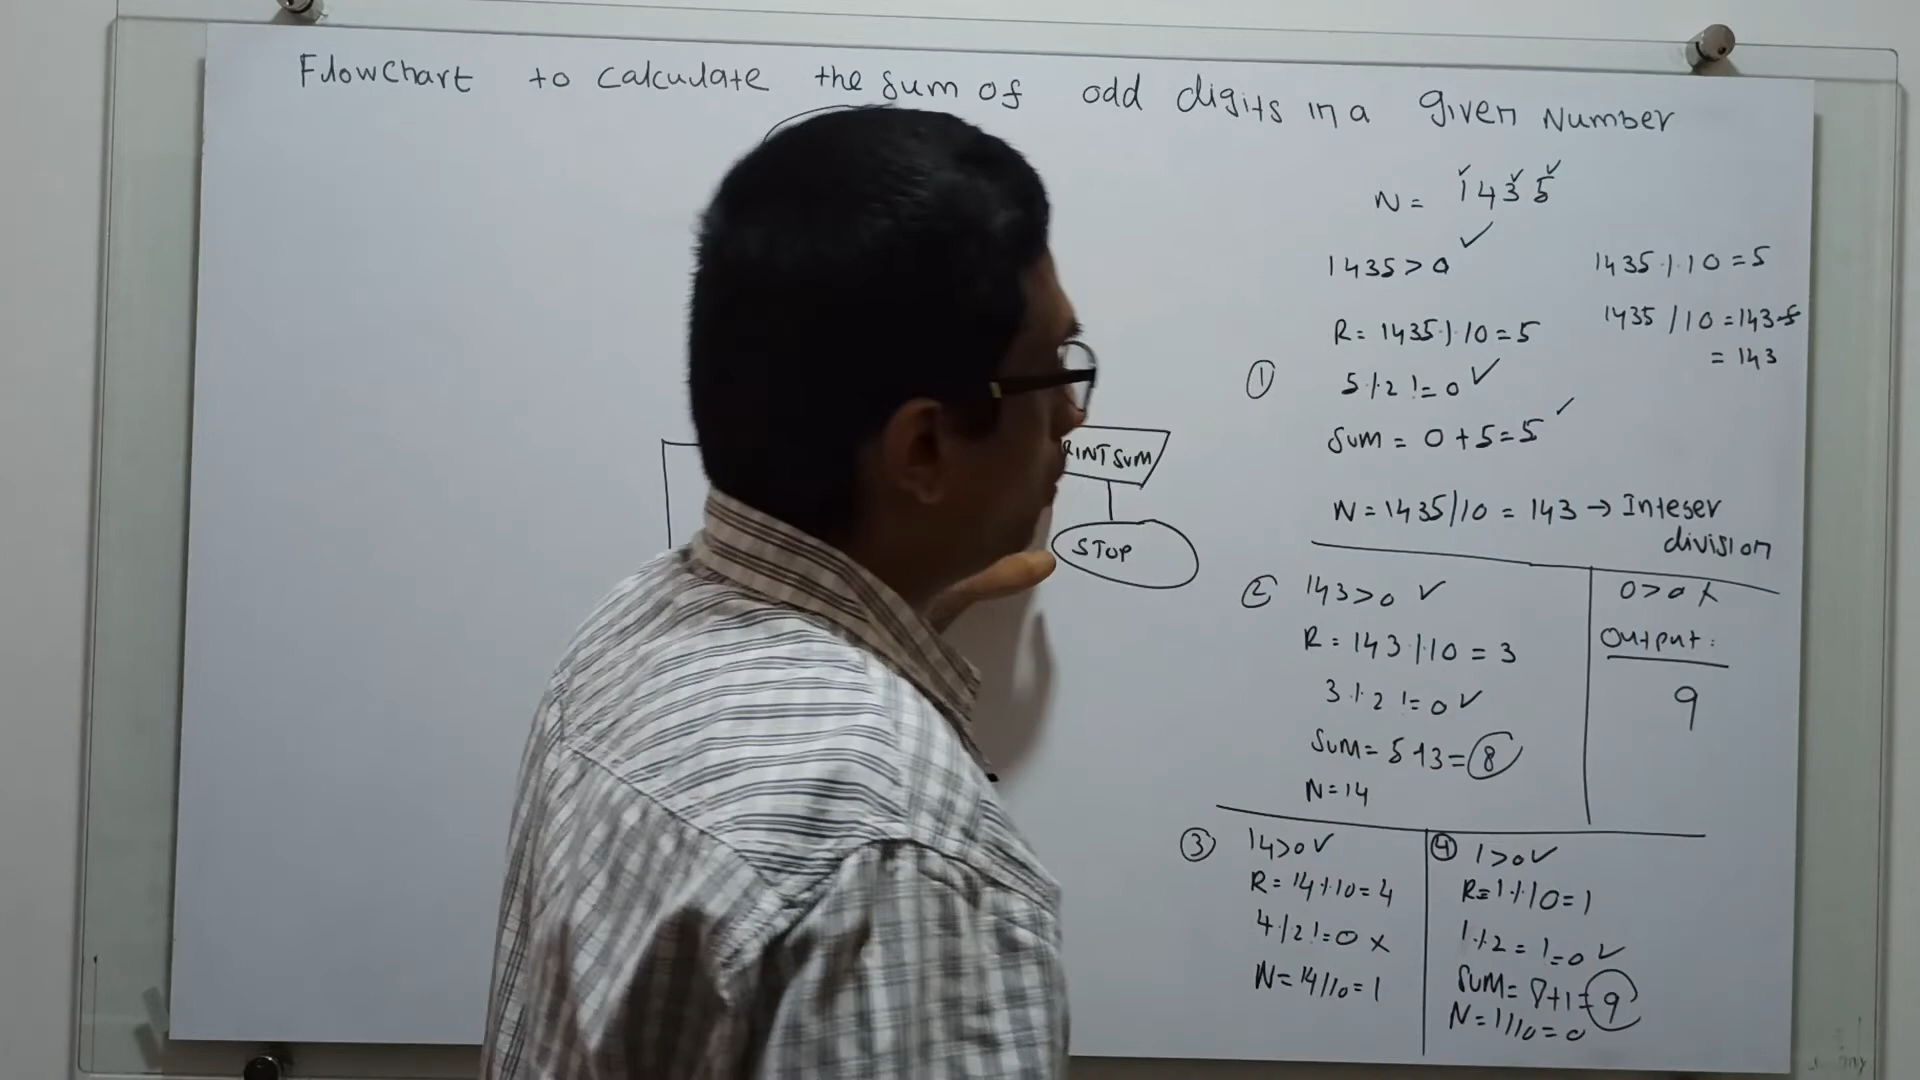 FlowChart to calculate the sum of odd digits in a Given Number
N = 1435
1435 > 0
1435 % 10 = 5
1435 / 10 = 143.5
= 143
R = 1435 % 10 = 5
① 5 % 2 != 0
Sum = 0 + 5 = 5
N = 1435/10 = 143 → Integer
division
RINT SUM
STOP
② 143 > 0
R = 143 % 10 = 3
3 % 2 != 0
Sum = 5 + 3 = 8
N = 14
0 > 0 x
Output:
9
③ 14 > 0
R = 14 % 10 = 4
4 % 2 != 0 x
N = 14/10 = 1
④ 1 > 0
R = 1 % 10 = 1
1 % 2 = != 0
Sum = 8 + 1 = 9
N = 1/10 = 0